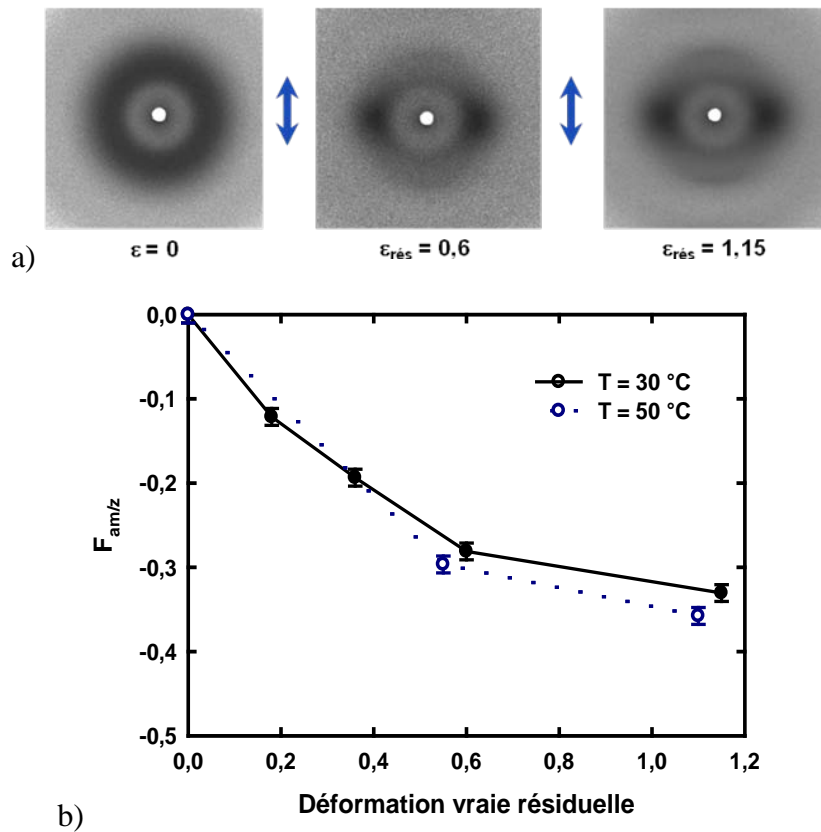 ε = 0
ε_rés = 0,6
ε_rés = 1,15
a)
0,0
-0,1
-0,2
-0,3
-0,4
-0,5
F_am/z
T = 30 °C
T = 50 °C
0,0 0,2 0,4 0,6 0,8 1,0 1,2
Déformation vraie résiduelle
b)